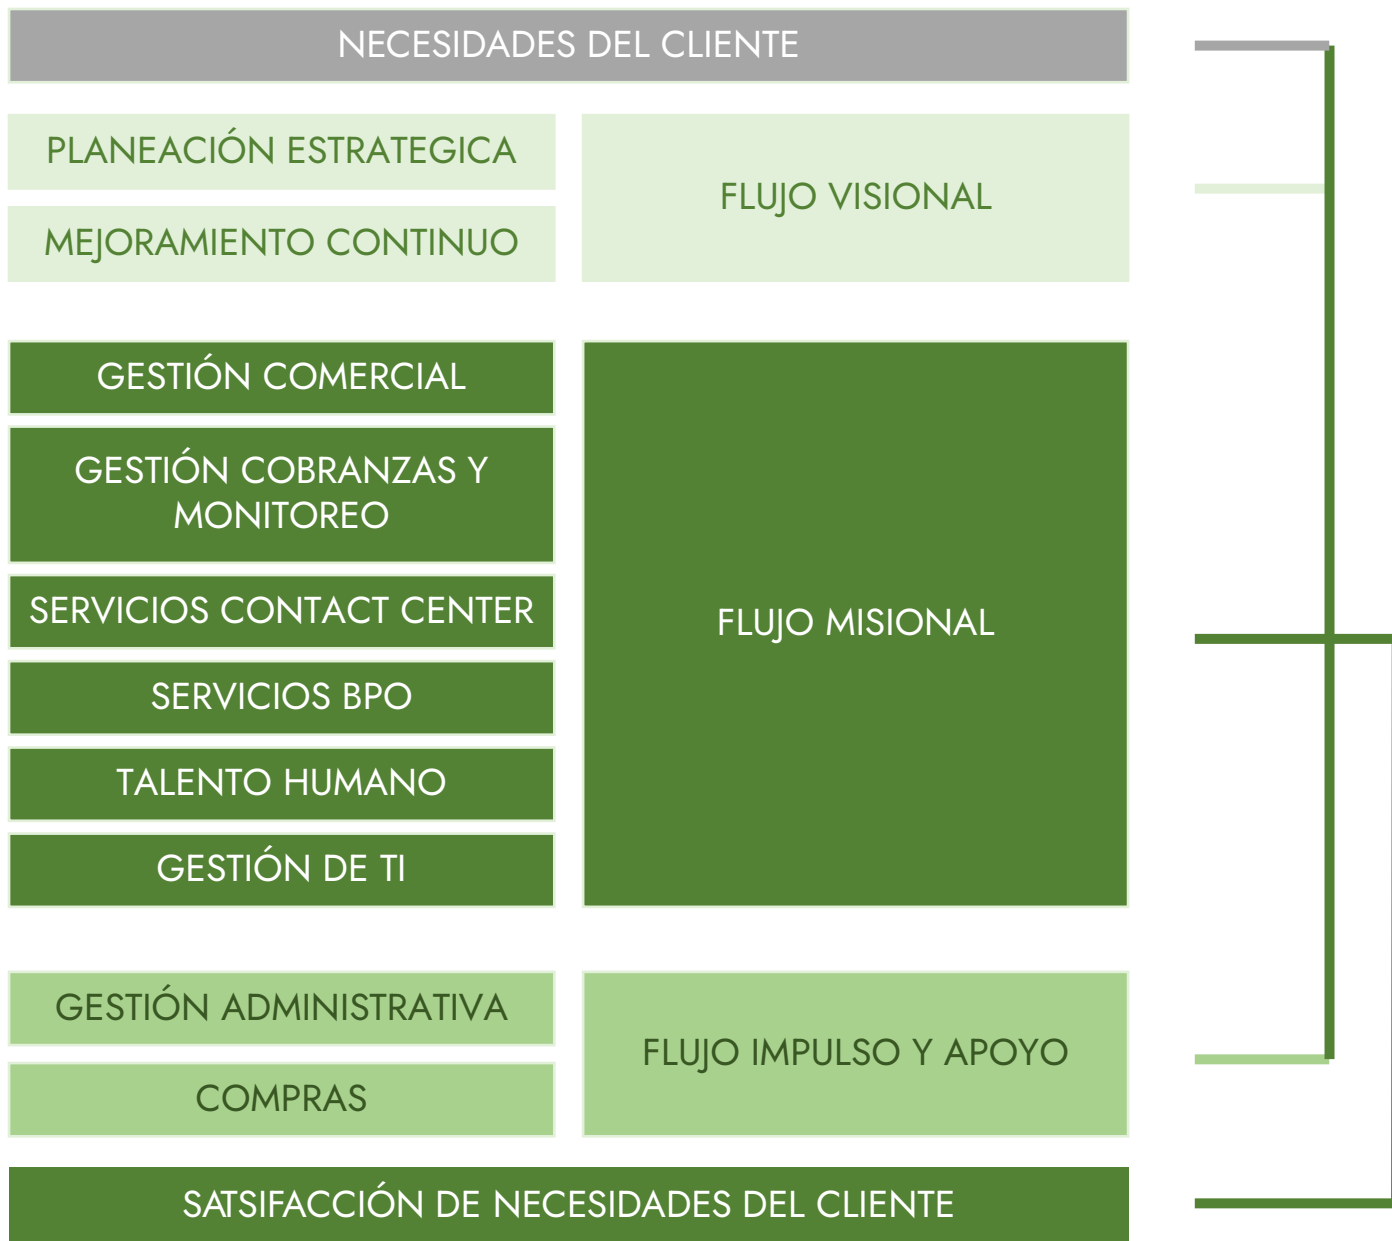 NECESIDADES DEL CLIENTE
PLANEACIÓN ESTRATEGICA
MEJORAMIENTO CONTINUO
FLUJO VISIONAL
GESTIÓN COMERCIAL
GESTIÓN COBRANZAS Y
MONITOREO
SERVICIOS CONTACT CENTER
SERVICIOS BPO
TALENTO HUMANO
GESTIÓN DE TI
FLUJO MISIONAL
GESTIÓN ADMINISTRATIVA
COMPRAS
FLUJO IMPULSO Y APOYO
SATSIFACCIÓN DE NECESIDADES DEL CLIENTE